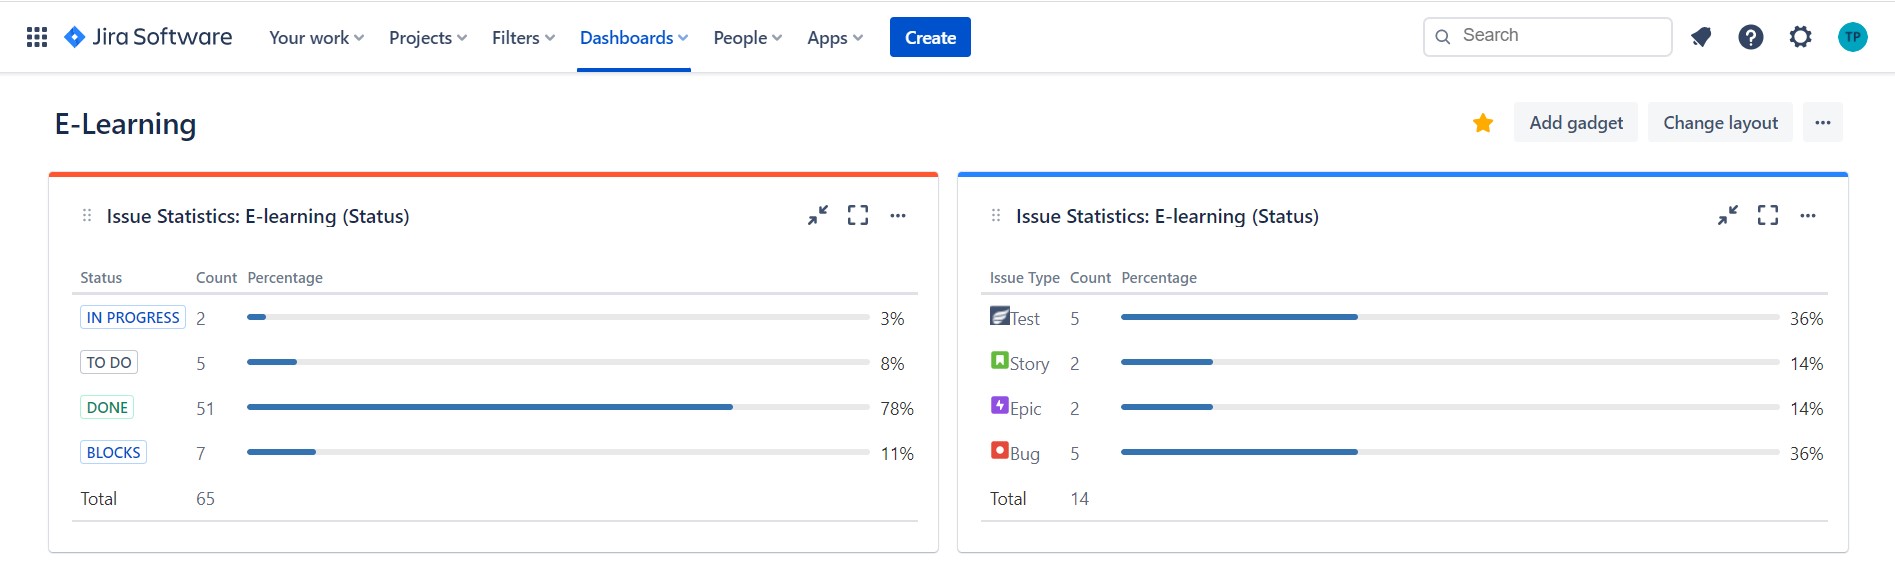 Jira Software Your work Projects Filters Dashboards People Apps Create Search TP
E-Learning Add gadget Change layout
Issue Statistics: E-learning (Status)
Status Count Percentage
IN PROGRESS 2 3%
TO DO 5 8%
DONE 51 78%
BLOCKS 7 11%
Total 65
Issue Statistics: E-learning (Status)
Issue Type Count Percentage
Test 5 36%
Story 2 14%
Epic 2 14%
Bug 5 36%
Total 14